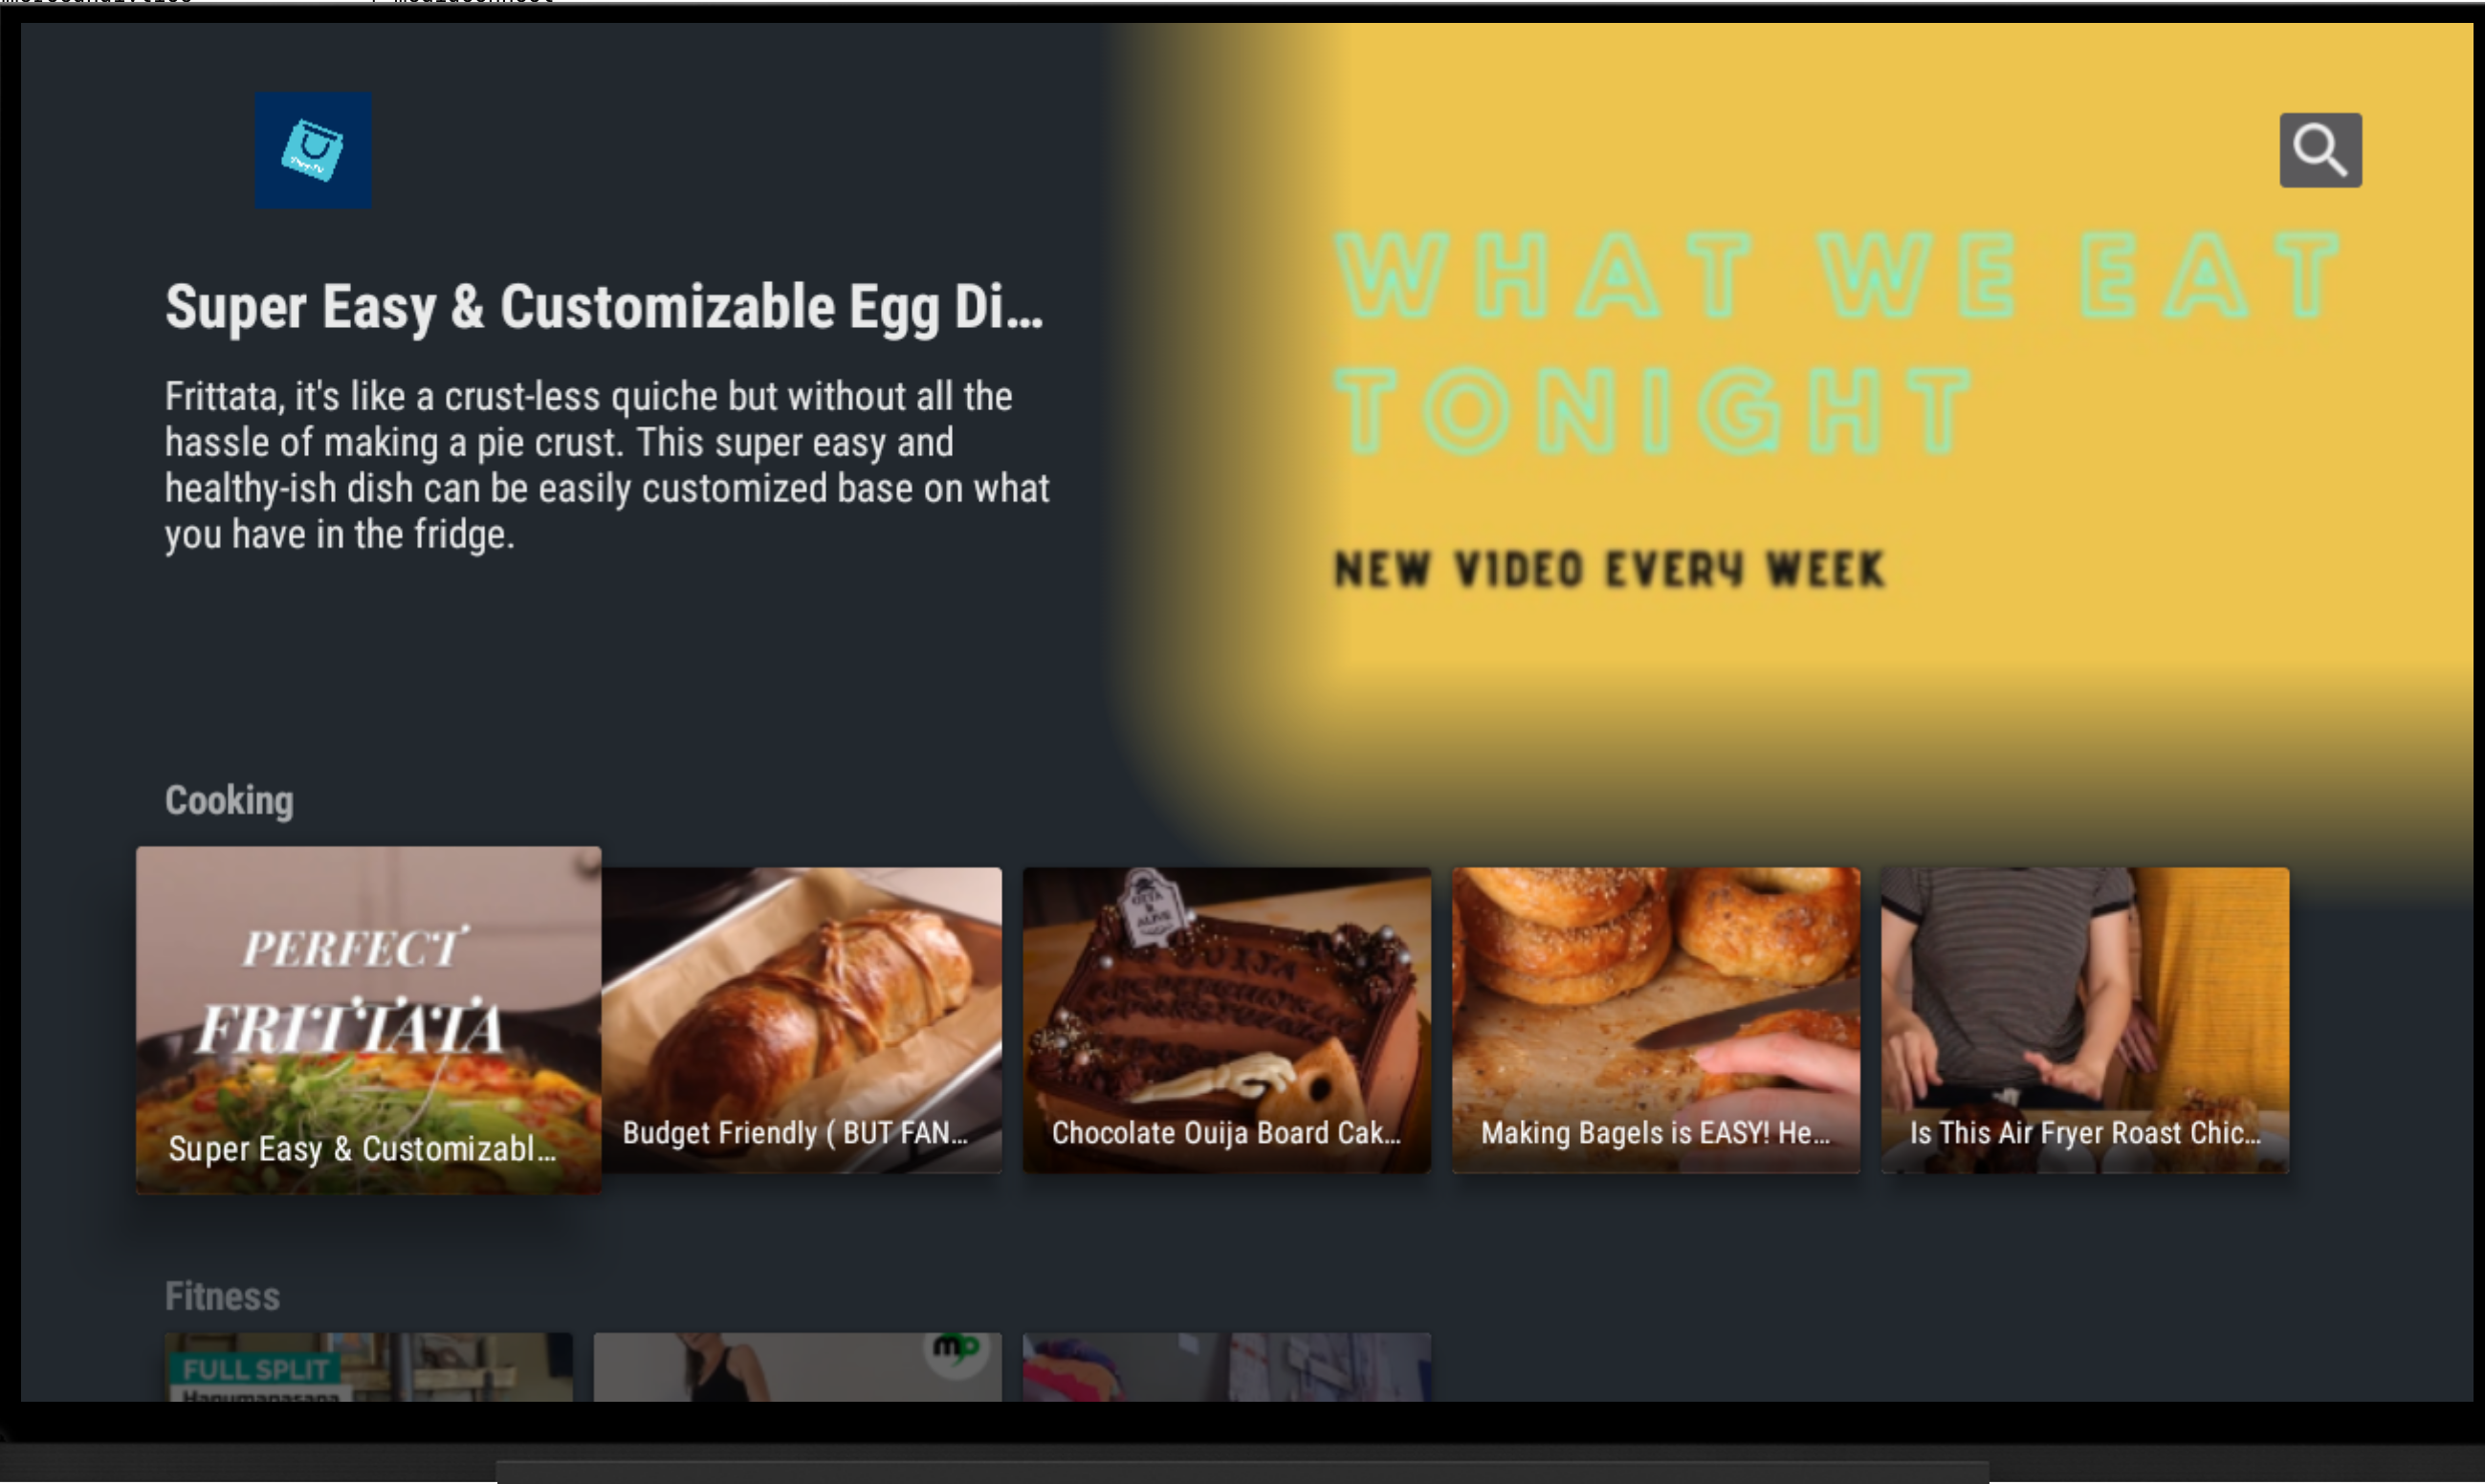 Super Easy & Customizable Egg Di...
Frittata, it's like a crust-less quiche but without all the
hassle of making a pie crust. This super easy and
healthy-ish dish can be easily customized base on what
you have in the fridge.
WHAT WE EAT
TONIGHT
NEW VIDEO EVERY WEEK
Cooking
PERFECT
FRITTATA
Super Easy & Customizabl...
Budget Friendly ( BUT FAN...
OUIJA
Chocolate Ouija Board Cak...
Making Bagels is EASY! He...
Is This Air Fryer Roast Chic...
Fitness
FULL SPLIT
Hanumanasana
mp